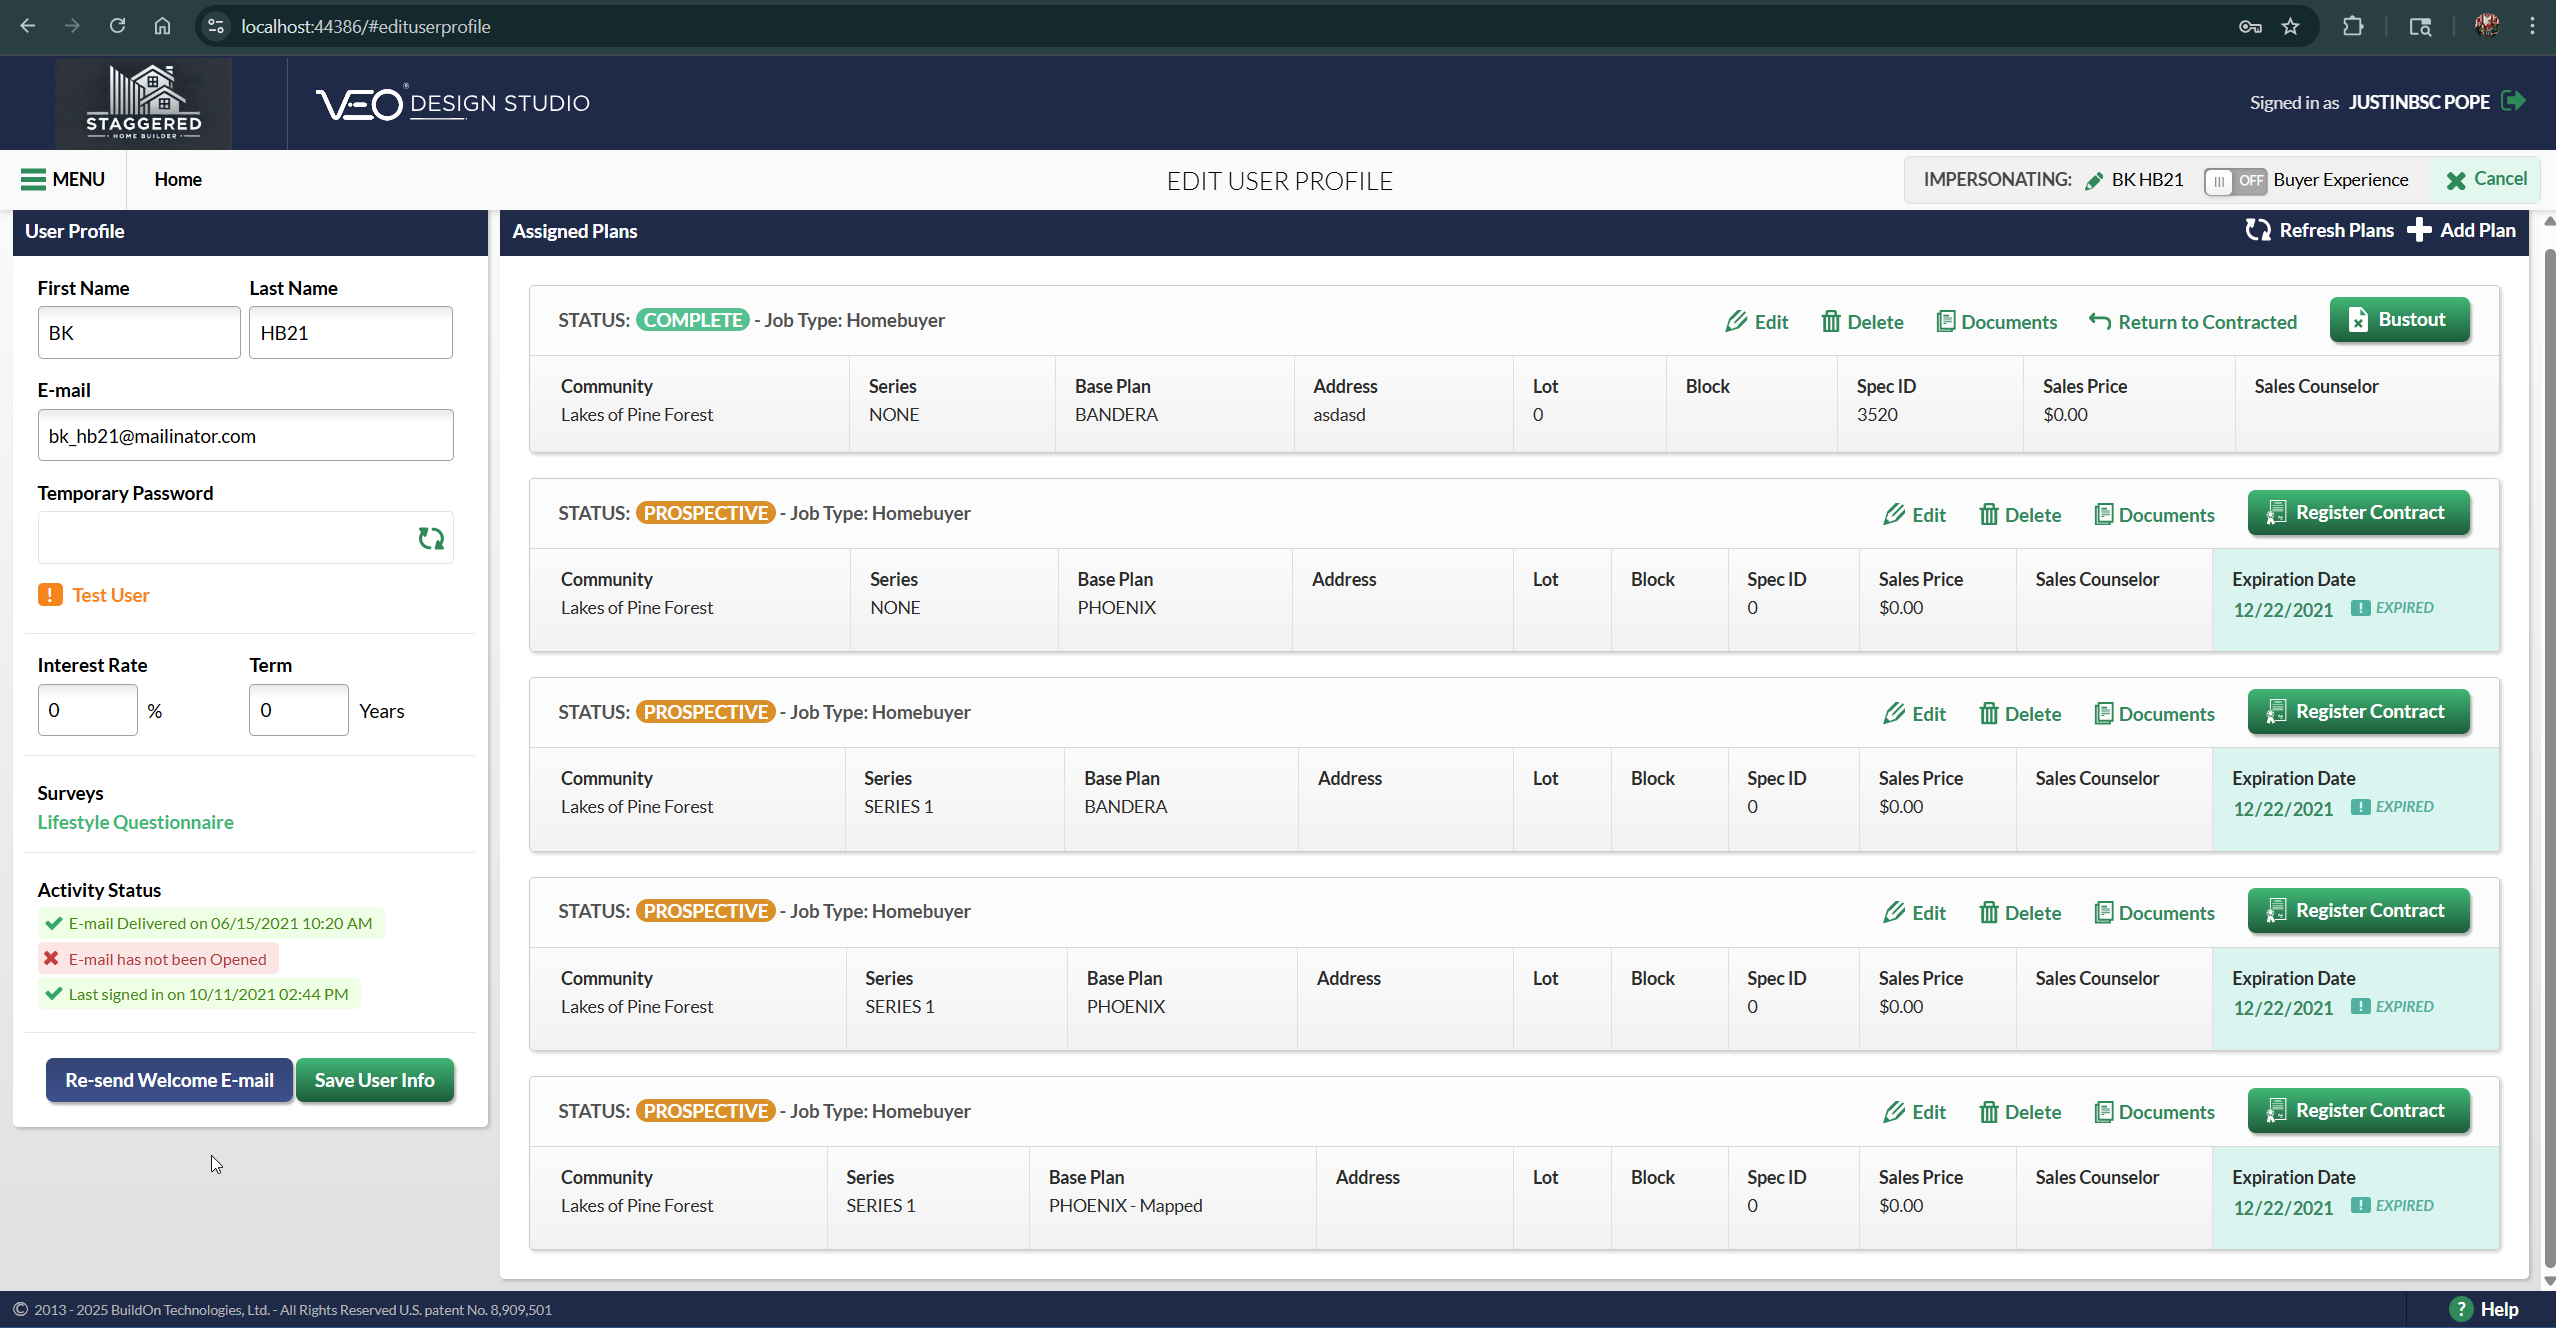 localhost:44386/#edituserprofile
STAGGERED
HOME BUILDER
VEO® DESIGN STUDIO
Signed in as JUSTINBSC POPE
MENU
Home
EDIT USER PROFILE
IMPERSONATING: BK HB21 OFF Buyer Experience Cancel
User Profile
First Name Last Name
BK HB21
E-mail
bk_hb21@mailinator.com
Temporary Password
Test User
Interest Rate Term
0 % 0 Years
Surveys
Lifestyle Questionnaire
Activity Status
E-mail Delivered on 06/15/2021 10:20 AM
E-mail has not been Opened
Last signed in on 10/11/2021 02:44 PM
Re-send Welcome E-mail Save User Info
Assigned Plans Refresh Plans Add Plan
STATUS: COMPLETE - Job Type: Homebuyer Edit Delete Documents Return to Contracted Bustout
Community Series Base Plan Address Lot Block Spec ID Sales Price Sales Counselor
Lakes of Pine Forest NONE BANDERA asdasd 0 3520 $0.00
STATUS: PROSPECTIVE - Job Type: Homebuyer Edit Delete Documents Register Contract
Community Series Base Plan Address Lot Block Spec ID Sales Price Sales Counselor Expiration Date
Lakes of Pine Forest NONE PHOENIX 0 $0.00 12/22/2021 EXPIRED
STATUS: PROSPECTIVE - Job Type: Homebuyer Edit Delete Documents Register Contract
Community Series Base Plan Address Lot Block Spec ID Sales Price Sales Counselor Expiration Date
Lakes of Pine Forest SERIES 1 BANDERA 0 $0.00 12/22/2021 EXPIRED
STATUS: PROSPECTIVE - Job Type: Homebuyer Edit Delete Documents Register Contract
Community Series Base Plan Address Lot Block Spec ID Sales Price Sales Counselor Expiration Date
Lakes of Pine Forest SERIES 1 PHOENIX 0 $0.00 12/22/2021 EXPIRED
STATUS: PROSPECTIVE - Job Type: Homebuyer Edit Delete Documents Register Contract
Community Series Base Plan Address Lot Block Spec ID Sales Price Sales Counselor Expiration Date
Lakes of Pine Forest SERIES 1 PHOENIX - Mapped 0 $0.00 12/22/2021 EXPIRED
© 2013 - 2025 BuildOn Technologies, Ltd. - All Rights Reserved U.S. patent No. 8,909,501
? Help